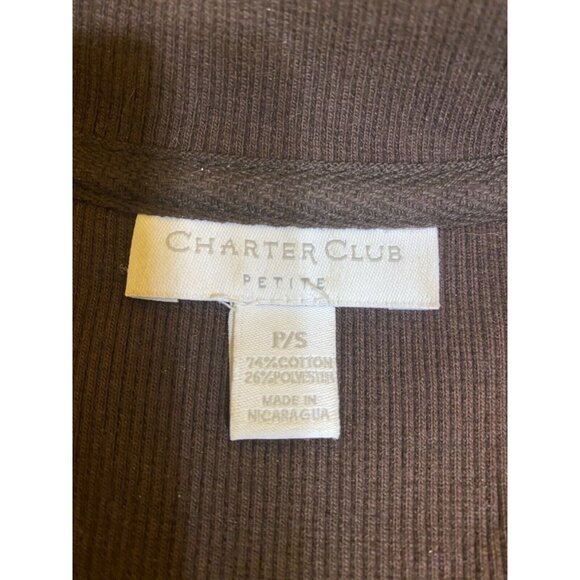 CHARTER CLUB
PETITE
P/S
74%COTTON
26%POLYESTER
MADE IN
NICARAGUA